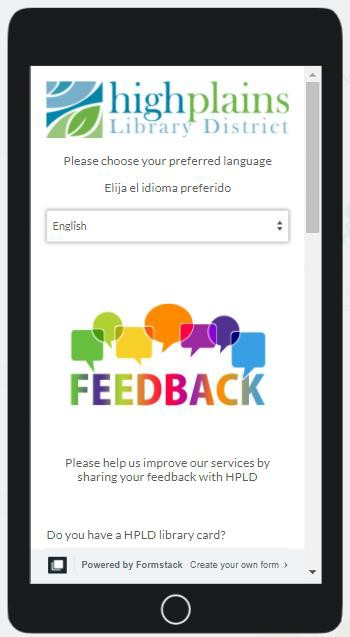 highplains
Library District
Please choose your preferred language
Elija el idioma preferido
English
FEEDBACK
Please help us improve our services by
sharing your feedback with HPLD
Do you have a HPLD library card?
Powered by Formstack Create your own form ›